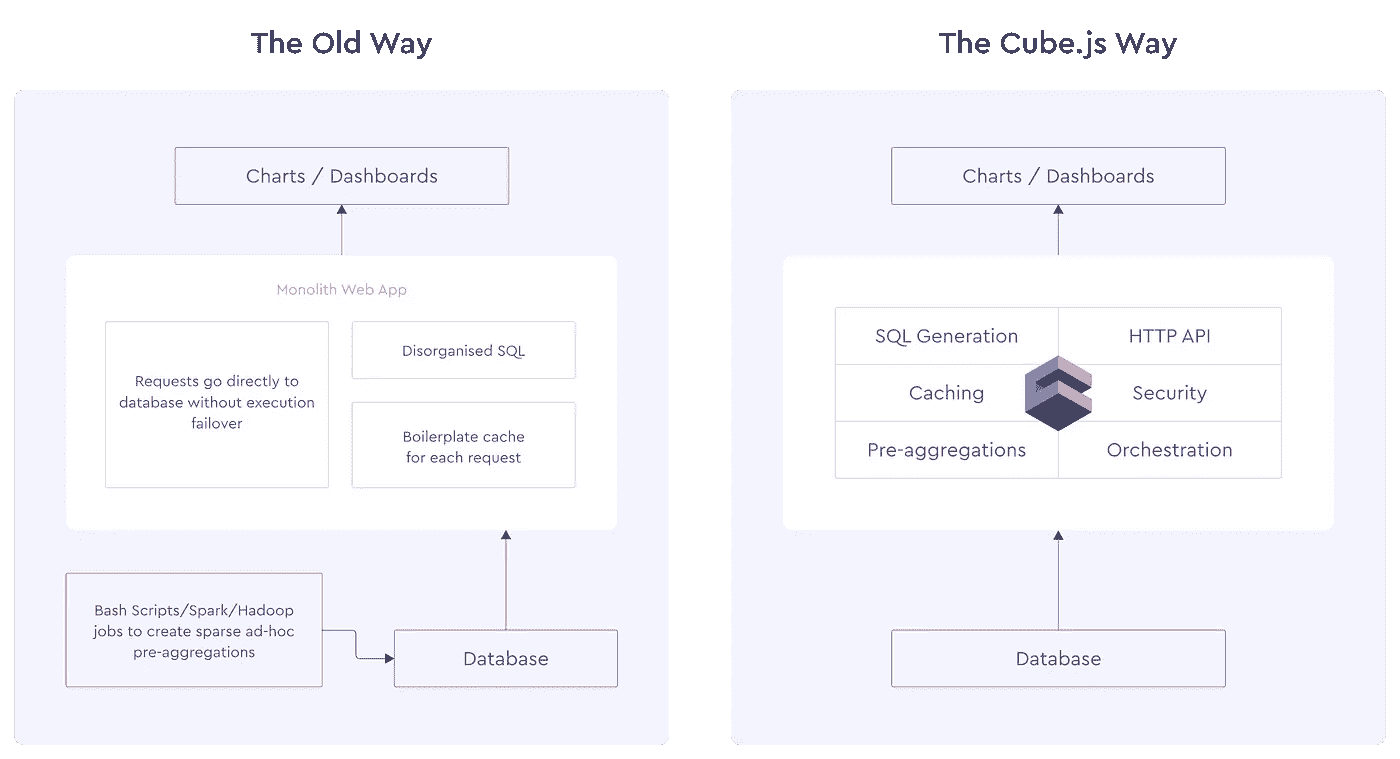 The Old Way
Charts / Dashboards
Monolith Web App
Requests go directly to
database without execution
failover
Disorganised SQL
Boilerplate cache
for each request
Bash Scripts/Spark/Hadoop
jobs to create sparse ad-hoc
pre-aggregations
Database
The Cube.js Way
Charts / Dashboards
SQL Generation
HTTP API
Caching
Security
Pre-aggregations
Orchestration
Database